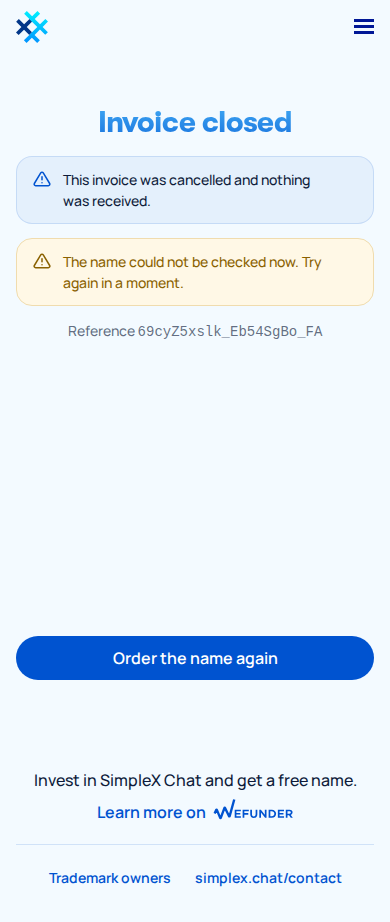 Invoice closed
This invoice was cancelled and nothing
was received.
The name could not be checked now. Try
again in a moment.
Reference 69cyZ5xslk_Eb54SgBo_FA
Order the name again
Invest in SimpleX Chat and get a free name.
Learn more on WEFUNDER
Trademark owners simplex.chat/contact